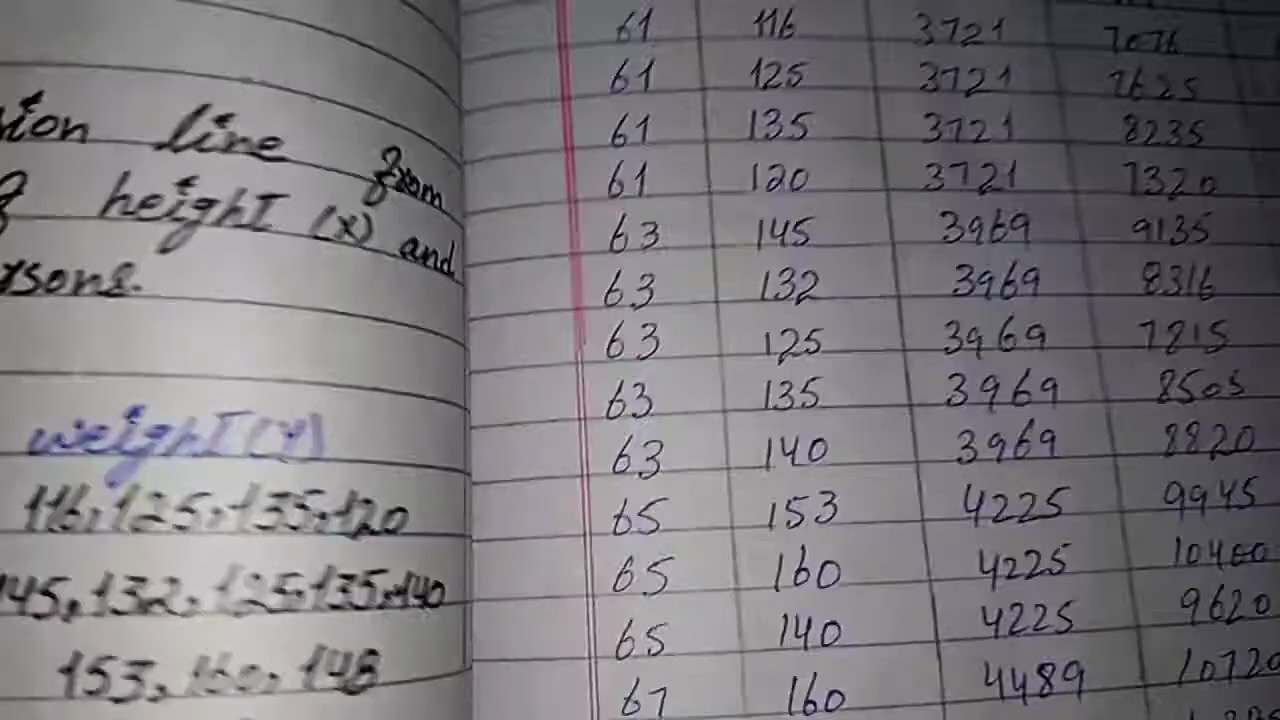 sion line from
height (x) and
rsons.
weight (y)
116, 125, 135, 120
145, 132, 125, 135, 140
153, 160, 148
61 116 3721 7076
61 125 3721 7625
61 135 3721 8235
61 120 3721 7320
63 145 3969 9135
63 132 3969 8316
63 125 3969 7815
63 135 3969 8505
63 140 3969 8820
65 153 4225 9945
65 160 4225 10400
65 140 4225 9620
67 160 4489 10720